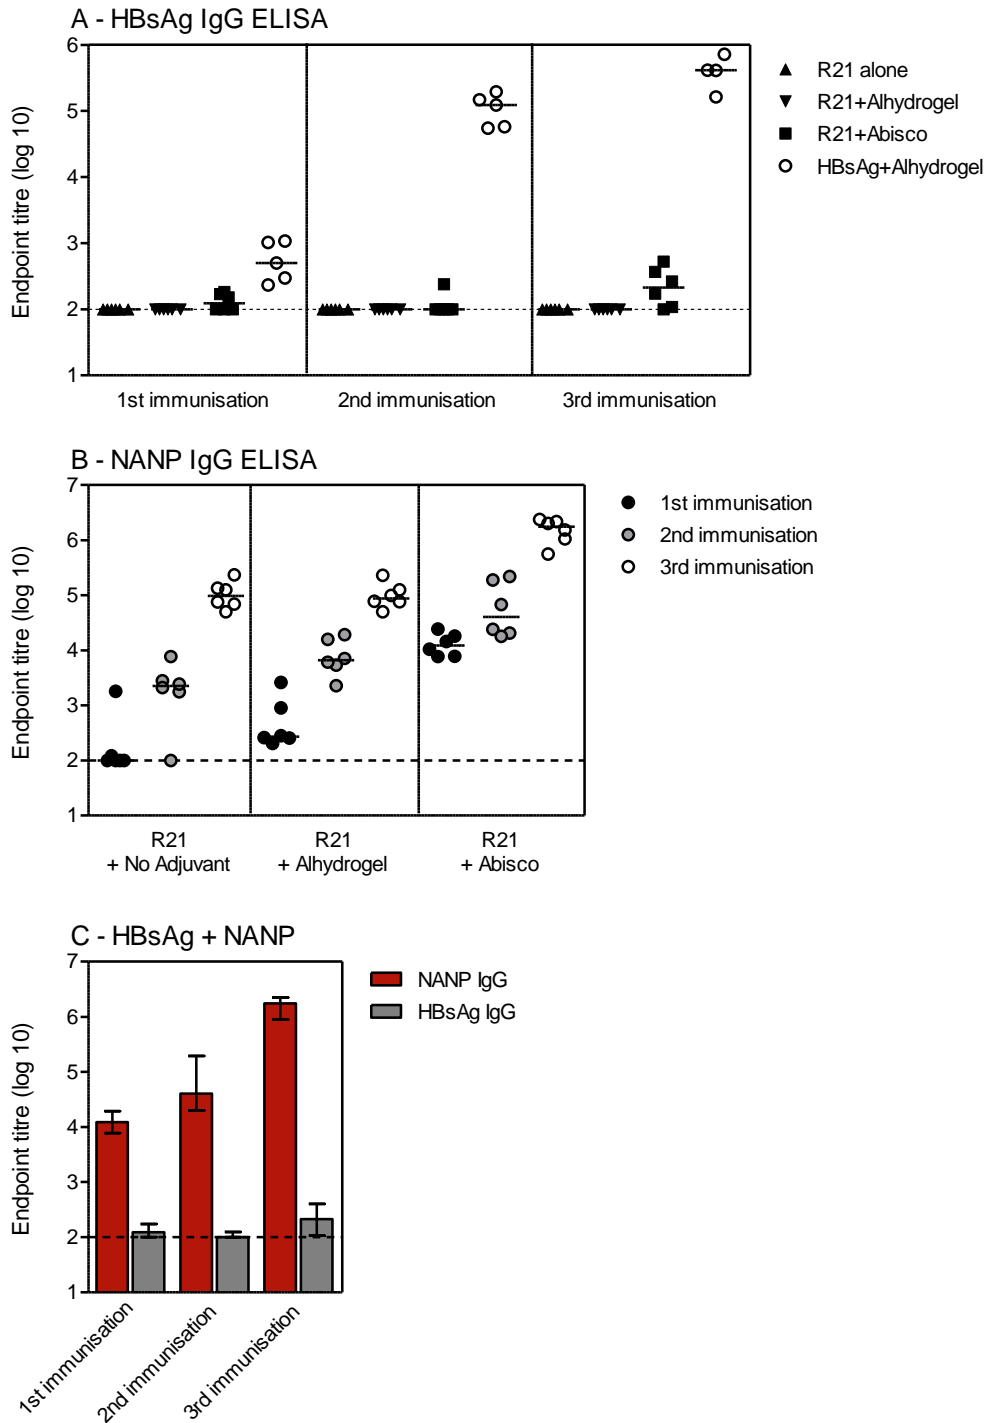 A - HBsAg IgG ELISA
Endpoint titre (log 10)
6
5
4
3
2
1
1st immunisation
2nd immunisation
3rd immunisation
R21 alone
R21+Alhydrogel
R21+Abisco
HBsAg+Alhydrogel
B - NANP IgG ELISA
Endpoint titre (log 10)
7
6
5
4
3
2
1
R21
+ No Adjuvant
R21
+ Alhydrogel
R21
+ Abisco
1st immunisation
2nd immunisation
3rd immunisation
C - HBsAg + NANP
Endpoint titre (log 10)
7
6
5
4
3
2
1
1st immunisation
2nd immunisation
3rd immunisation
NANP IgG
HBsAg IgG